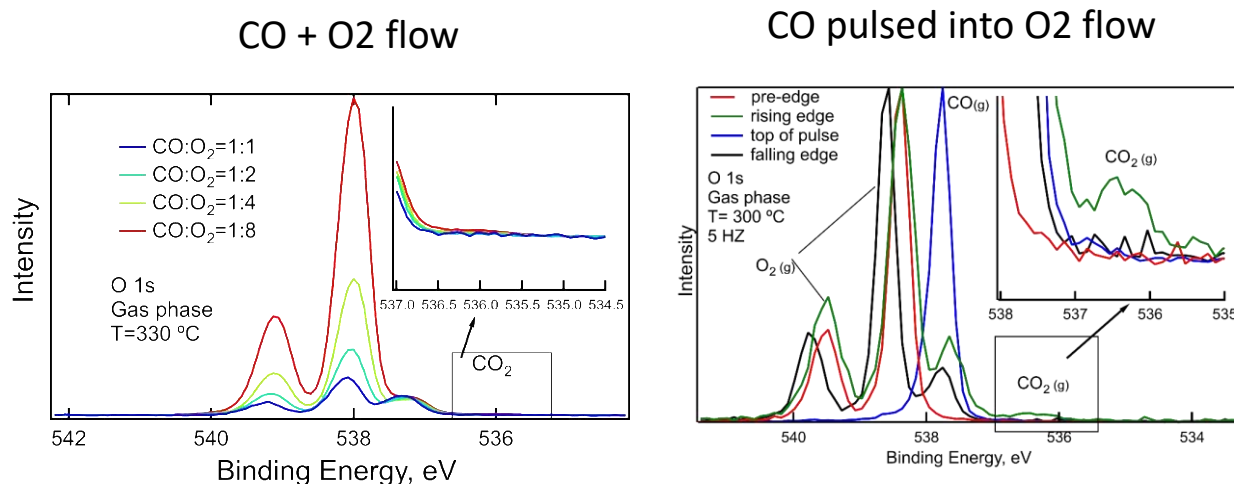 CO + O2 flow
CO:O2=1:1
CO:O2=1:2
CO:O2=1:4
CO:O2=1:8
O 1s
Gas phase
T=330 ºC
Intensity
537.0 536.5 536.0 535.5 535.0 534.5
CO2
542 540 538 536
Binding Energy, eV
CO pulsed into O2 flow
pre-edge
rising edge
top of pulse
falling edge
O 1s
Gas phase
T= 300 ºC
5 HZ
CO(g)
CO2 (g)
O2 (g)
Intensity
538 537 536 535
CO2 (g)
540 538 536 534
Binding Energy, eV